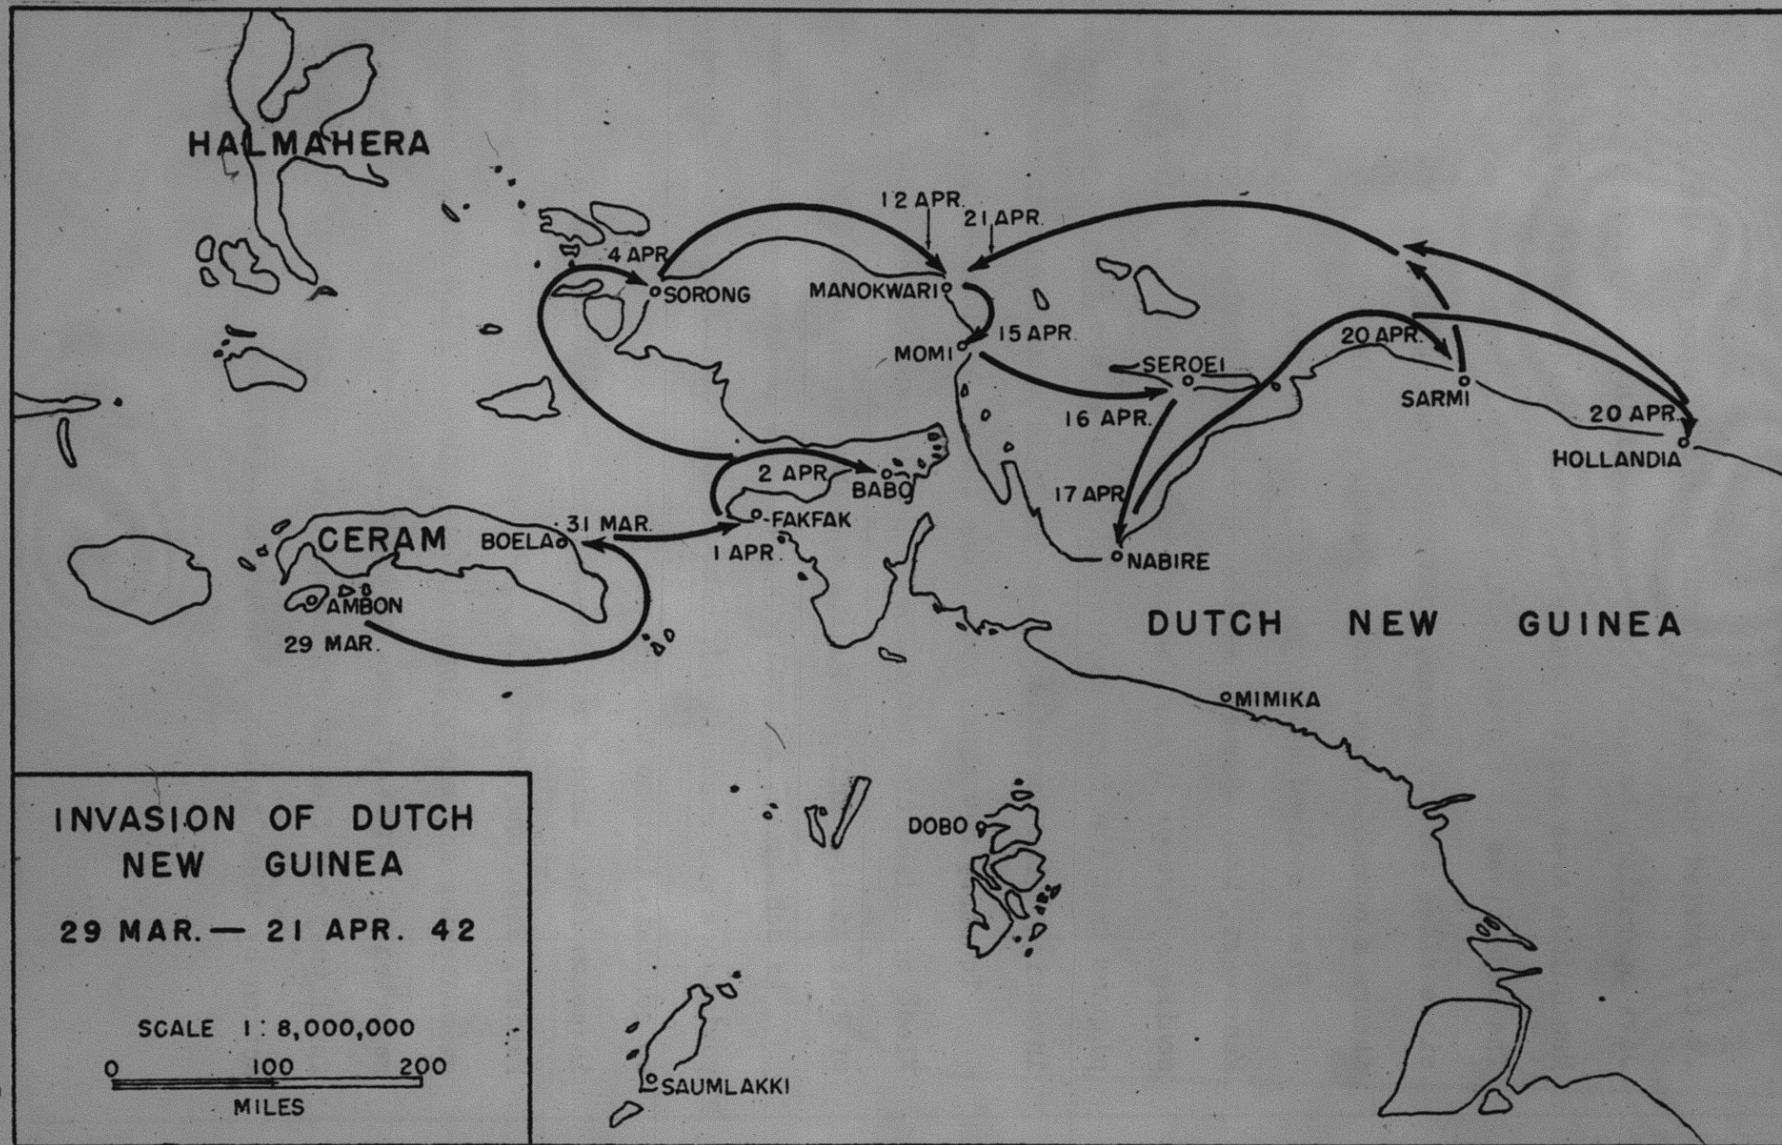 HALMAHERA
12 APR.
21 APR.
4 APR
SORONG
MANOKWARI
15 APR.
MOMI
SEROEI
20 APR.
SARMI
16 APR.
20 APR.
HOLLANDIA
2 APR
BABO
17 APR
31 MAR.
FAKFAK
CERAM
BOELA
1 APR.
NABIRE
AMBON
29 MAR.
DUTCH NEW GUINEA
MIMIKA
DOBO
SAUMLAKKI
INVASION OF DUTCH
NEW GUINEA
29 MAR.— 21 APR. 42
SCALE 1:8,000,000
0 100 200
MILES